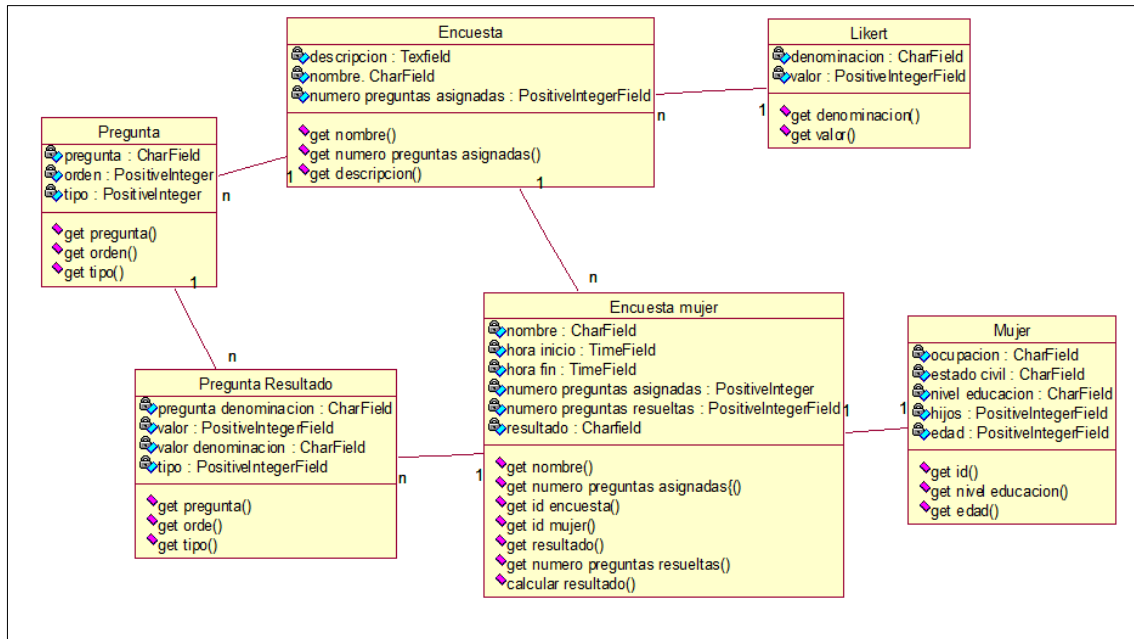 Encuesta
descripcion : Texfield
nombre. CharField
numero preguntas asignadas : PositiveIntegerField
get nombre()
get numero preguntas asignadas()
get descripcion()
Likert
denominacion : CharField
valor : PositiveIntegerField
get denominacion()
get valor()
n
1
Pregunta
pregunta : CharField
orden : PositiveInteger
tipo : PositiveInteger
get pregunta()
get orden()
get tipo()
n
1
1
n
1
n
Pregunta Resultado
pregunta denominacion : CharField
valor : PositiveIntegerField
valor denominacion : CharField
tipo : PositiveIntegerField
get pregunta()
get orde()
get tipo()
n
1
Encuesta mujer
nombre : CharField
hora inicio : TimeField
hora fin : TimeField
numero preguntas asignadas : PositiveInteger
numero preguntas resueltas : PositiveIntegerField
resultado : Charfield
get nombre()
get numero preguntas asignadas{()
get id encuesta()
get id mujer()
get resultado()
get numero preguntas resueltas()
calcular resultado()
1
1
Mujer
ocupacion : CharField
estado civil : CharField
nivel educacion : CharField
hijos : PositiveIntegerField
edad : PositiveIntegerField
get id()
get nivel educacion()
get edad()